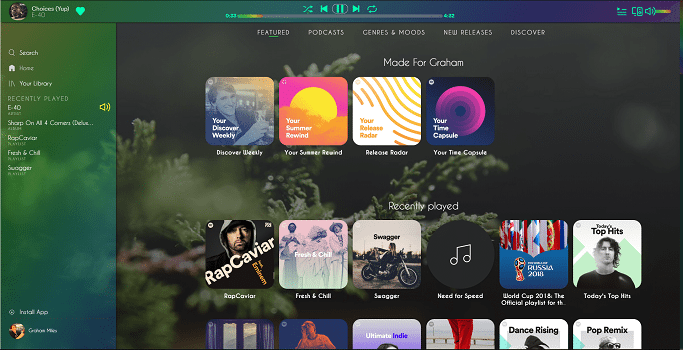 Choices (Yup)
E-40
0:33
4:32
FEATURED
PODCASTS
GENRES & MOODS
NEW RELEASES
DISCOVER
Search
Home
Your Library
RECENTLY PLAYED
E-40
ARTIST
Sharp On All 4 Corners (Delus...
ALBUM
RapCaviar
PLAYLIST
Fresh & Chill
PLAYLIST
Swagger
PLAYLIST
Install App
Graham Miles
Made For Graham
Your
Discover
Weekly
Discover Weekly
Your
Summer
Rewind
Your Summer Rewind
Your
Release
Radar
Release Radar
Your
Time
Capsule
Your Time Capsule
Recently played
RapCaviar
Eminem
RapCaviar
Fresh & Chill
Fresh & Chill
Swagger
Swagger
Need for Speed
RUSSIA
2018
World Cup 2018: The
Official playlist for th..
Today's
Top Hits
Today's Top Hits
Ultimate Indie
Dance Rising
Pop Remix